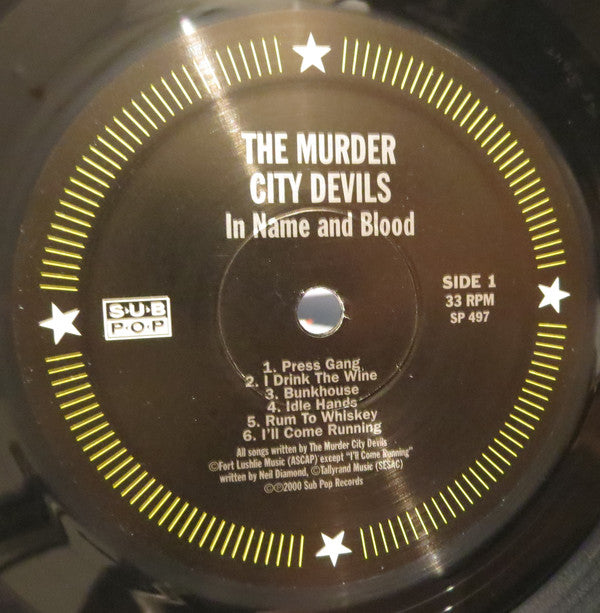 THE MURDER
CITY DEVILS
In Name and Blood
SIDE 1
33 RPM
SP 497
S·U·B
P·O·P
1. Press Gang
2. I Drink The Wine
3. Bunkhouse
4. Idle Hands
5. Rum To Whiskey
6. I'll Come Running
All songs written by The Murder City Devils
©Fort Lushlie Music (ASCAP) except "I'll Come Running"
written by Neil Diamond, ©Tallyrand Music (SESAC)
©℗2000 Sub Pop Records